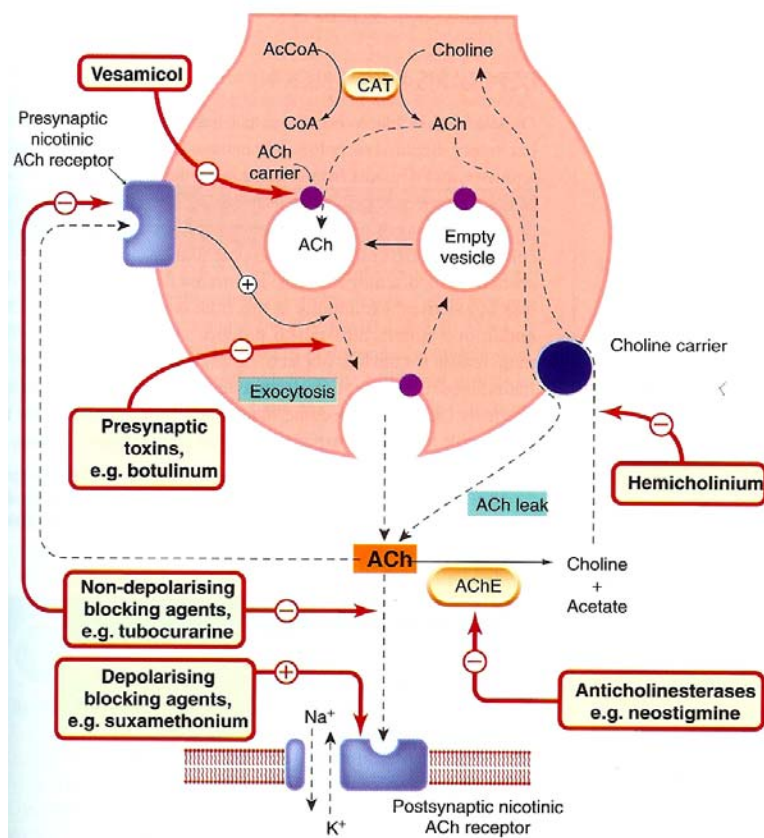 AcCoA
Choline
Vesamicol
CAT
Presynaptic
nicotinic
ACh receptor
CoA
ACh
ACh
carrier
−
−
ACh
Empty
vesicle
+
Choline carrier
−
Exocytosis
Presynaptic
toxins,
e.g. botulinum
−
Hemicholinium
ACh leak
ACh
Choline
+
Acetate
AChE
Non-depolarising
blocking agents,
e.g. tubocurarine
−
Depolarising
blocking agents,
e.g. suxamethonium
+
−
Anticholinesterases
e.g. neostigmine
Na⁺
K⁺
Postsynaptic nicotinic
ACh receptor